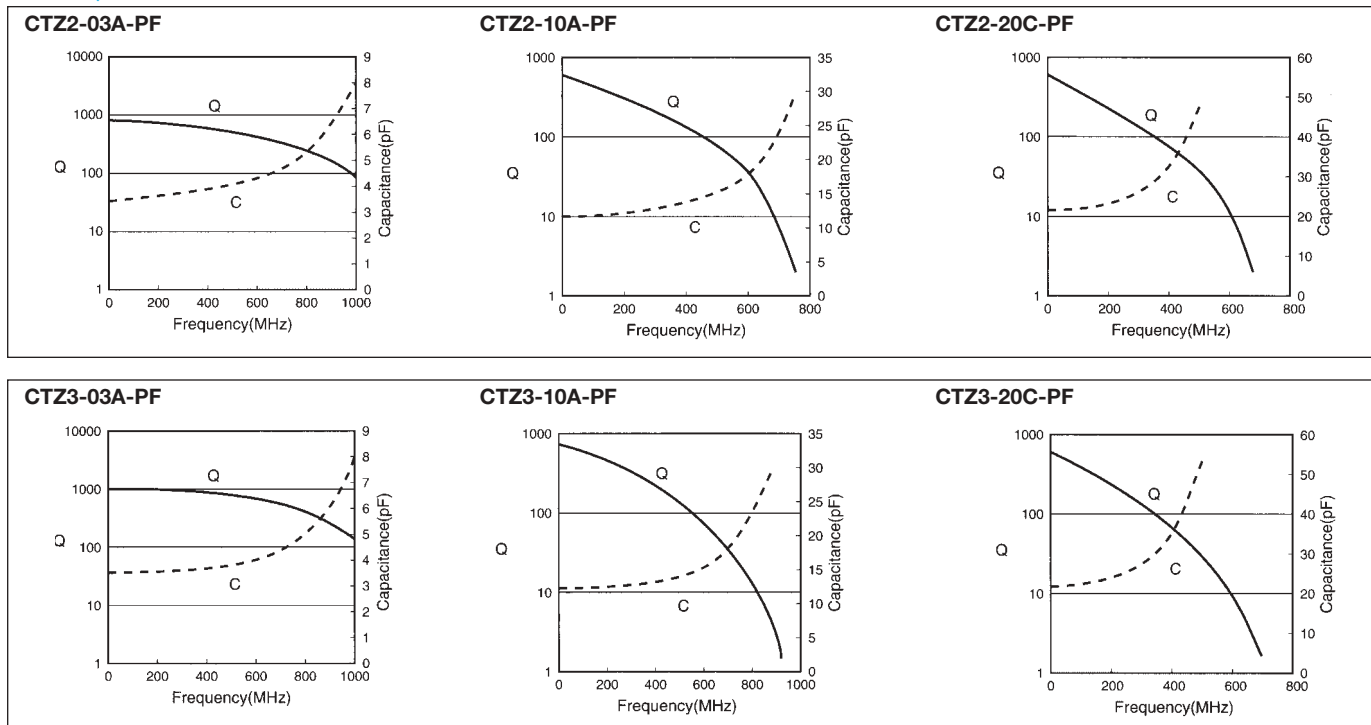 CTZ2-03A-PF
10000
1000
100
10
1
Q
9
8
7
6
5
4
3
2
1
0
Capacitance(pF)
Q
C
0 200 400 600 800 1000
Frequency(MHz)
CTZ2-10A-PF
1000
100
10
1
Q
35
30
25
20
15
10
5
0
Capacitance(pF)
Q
C
0 200 400 600 800
Frequency(MHz)
CTZ2-20C-PF
1000
100
10
1
Q
60
50
40
30
20
10
0
Capacitance(pF)
Q
C
0 200 400 600 800
Frequency(MHz)
CTZ3-03A-PF
10000
1000
100
10
1
Q
9
8
7
6
5
4
3
2
1
0
Capacitance(pF)
Q
C
0 200 400 600 800 1000
Frequency(MHz)
CTZ3-10A-PF
1000
100
10
1
Q
35
30
25
20
15
10
5
0
Capacitance(pF)
Q
C
0 200 400 600 800 1000
Frequency(MHz)
CTZ3-20C-PF
1000
100
10
1
Q
60
50
40
30
20
10
0
Capacitance(pF)
Q
C
0 200 400 600 800
Frequency(MHz)